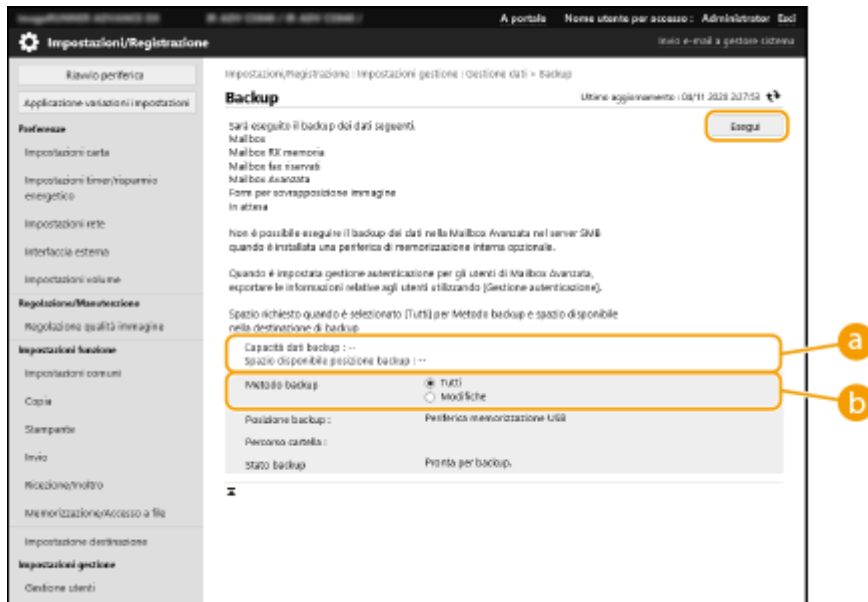 A portale Nome utente per accesso : Administrator Esci
Impostazioni/Registrazione
Invio e-mail a gestore sistema
Riavvio periferica
Applicazione variazioni impostazioni
Preferenze
Impostazioni carta
Impostazioni timer/risparmio
energetico
Impostazioni rete
Interfaccia esterna
Impostazioni volume
Regolazione/Manutenzione
Regolazione qualità immagine
Impostazioni funzione
Impostazioni comuni
Copia
Stampante
Invio
Ricezione/Inoltro
Memorizzazione/Accesso a file
Impostazione destinazione
Impostazioni gestione
Gestione utenti
Impostazioni/Registrazione : Impostazioni gestione : Gestione dati > Backup
Backup
Ultimo aggiornamento :
Esegui
Sarà eseguito il backup dei dati seguenti.
Mailbox
Mailbox RX memoria
Mailbox fax riservati
Mailbox Avanzata
Form per sovrapposizione immagine
In attesa
Non è possibile eseguire il backup dei dati nella Mailbox Avanzata nel server SMB
quando è installata una periferica di memorizzazione interna opzionale.
Quando è impostata gestione autenticazione per gli utenti di Mailbox Avanzata,
esportare le informazioni relative agli utenti utilizzando [Gestione autenticazione].
Spazio richiesto quando è selezionato [Tutti] per Metodo backup e spazio disponibile
nella destinazione di backup
Capacità dati backup : --
Spazio disponibile posizione backup : --
a
Metodo backup
Tutti
Modifiche
b
Posizione backup : Periferica memorizzazione USB
Percorso cartella :
Stato backup Pronta per backup.